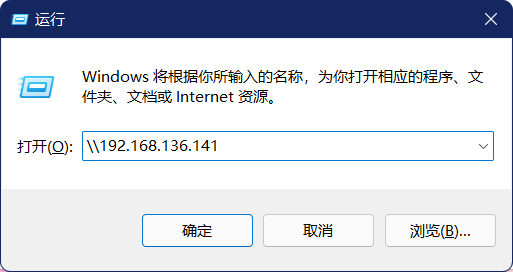 运行
Windows 将根据你所输入的名称，为你打开相应的程序、文
件夹、文档或 Internet 资源。
打开(O): \\192.168.136.141
确定 取消 浏览(B)...